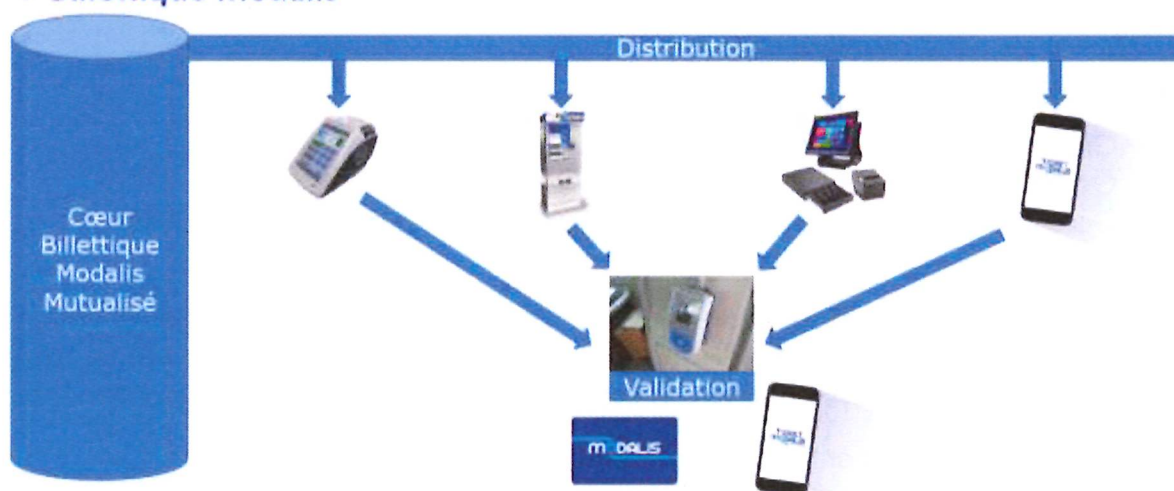 Distribution
Cœur
Billettique
Modalis
Mutualisé
Validation
MODALIS